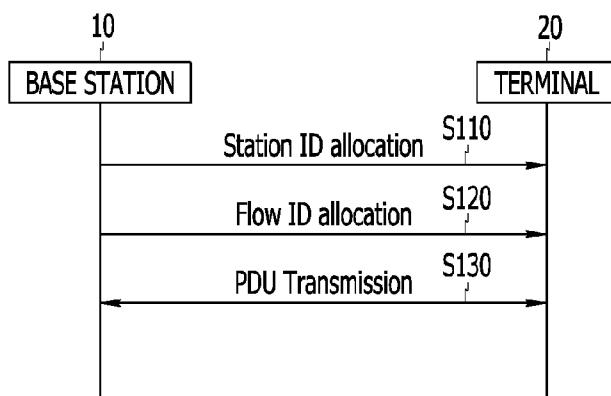 10
20
BASE STATION
TERMINAL
Station ID allocation
S110
Flow ID allocation
S120
PDU Transmission
S130